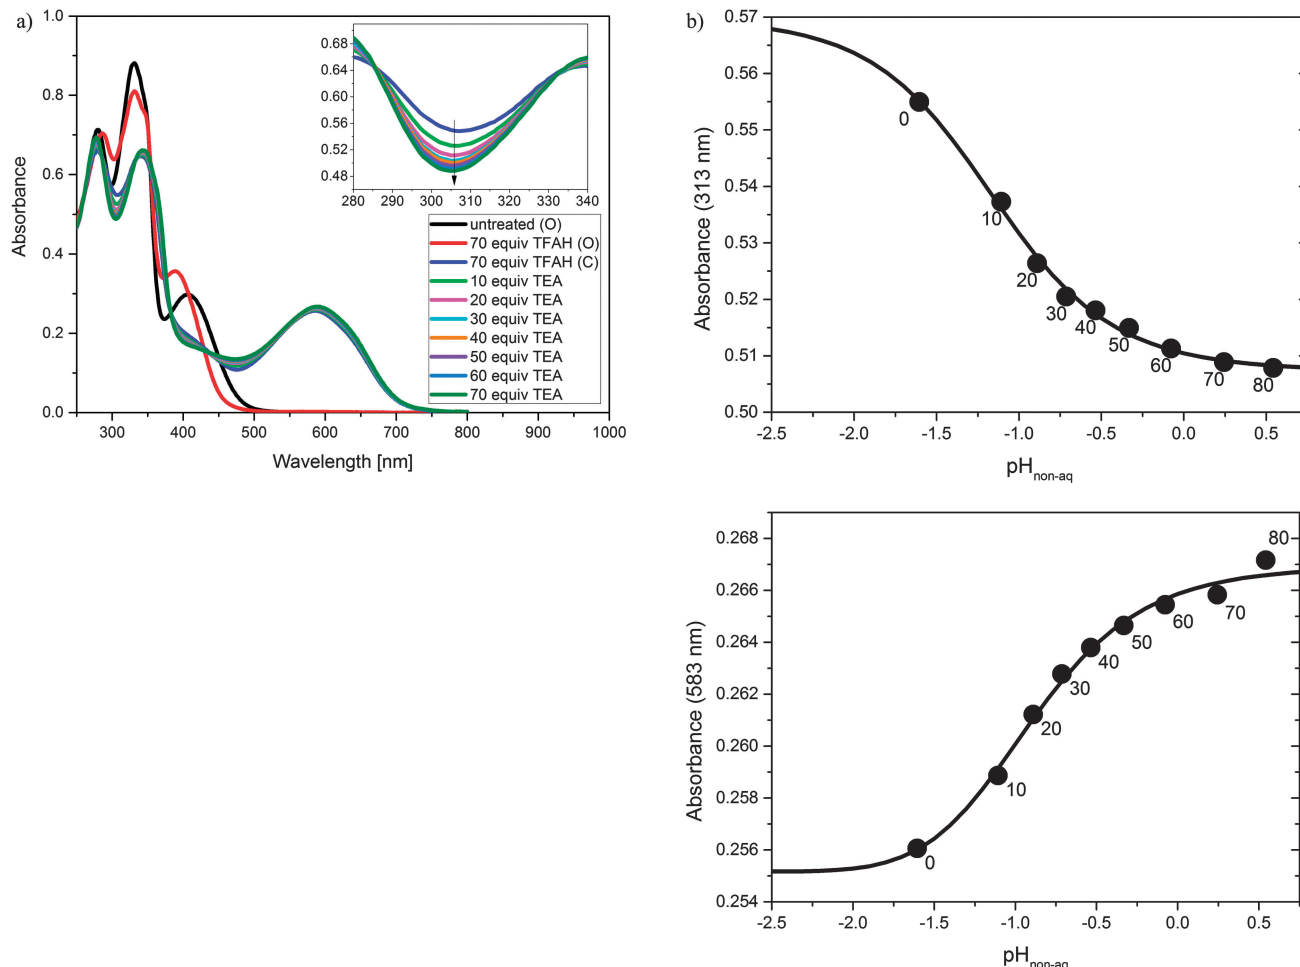 a)
1.0
0.8
0.6
0.4
0.2
0.0
Absorbance
300 400 500 600 700 800 900 1000
Wavelength [nm]
0.68
0.64
0.60
0.56
0.52
0.48
280 290 300 310 320 330 340
untreated (O)
70 equiv TFAH (O)
70 equiv TFAH (C)
10 equiv TEA
20 equiv TEA
30 equiv TEA
40 equiv TEA
50 equiv TEA
60 equiv TEA
70 equiv TEA
b)
0.57
0.56
0.55
0.54
0.53
0.52
0.51
0.50
Absorbance (313 nm)
0
10
20
30
40
50
60
70
80
-2.5 -2.0 -1.5 -1.0 -0.5 0.0 0.5
pHnon-aq
0.268
0.266
0.264
0.262
0.260
0.258
0.256
0.254
Absorbance (583 nm)
80
70
60
50
40
30
20
10
0
-2.5 -2.0 -1.5 -1.0 -0.5 0.0 0.5
pHnon-aq